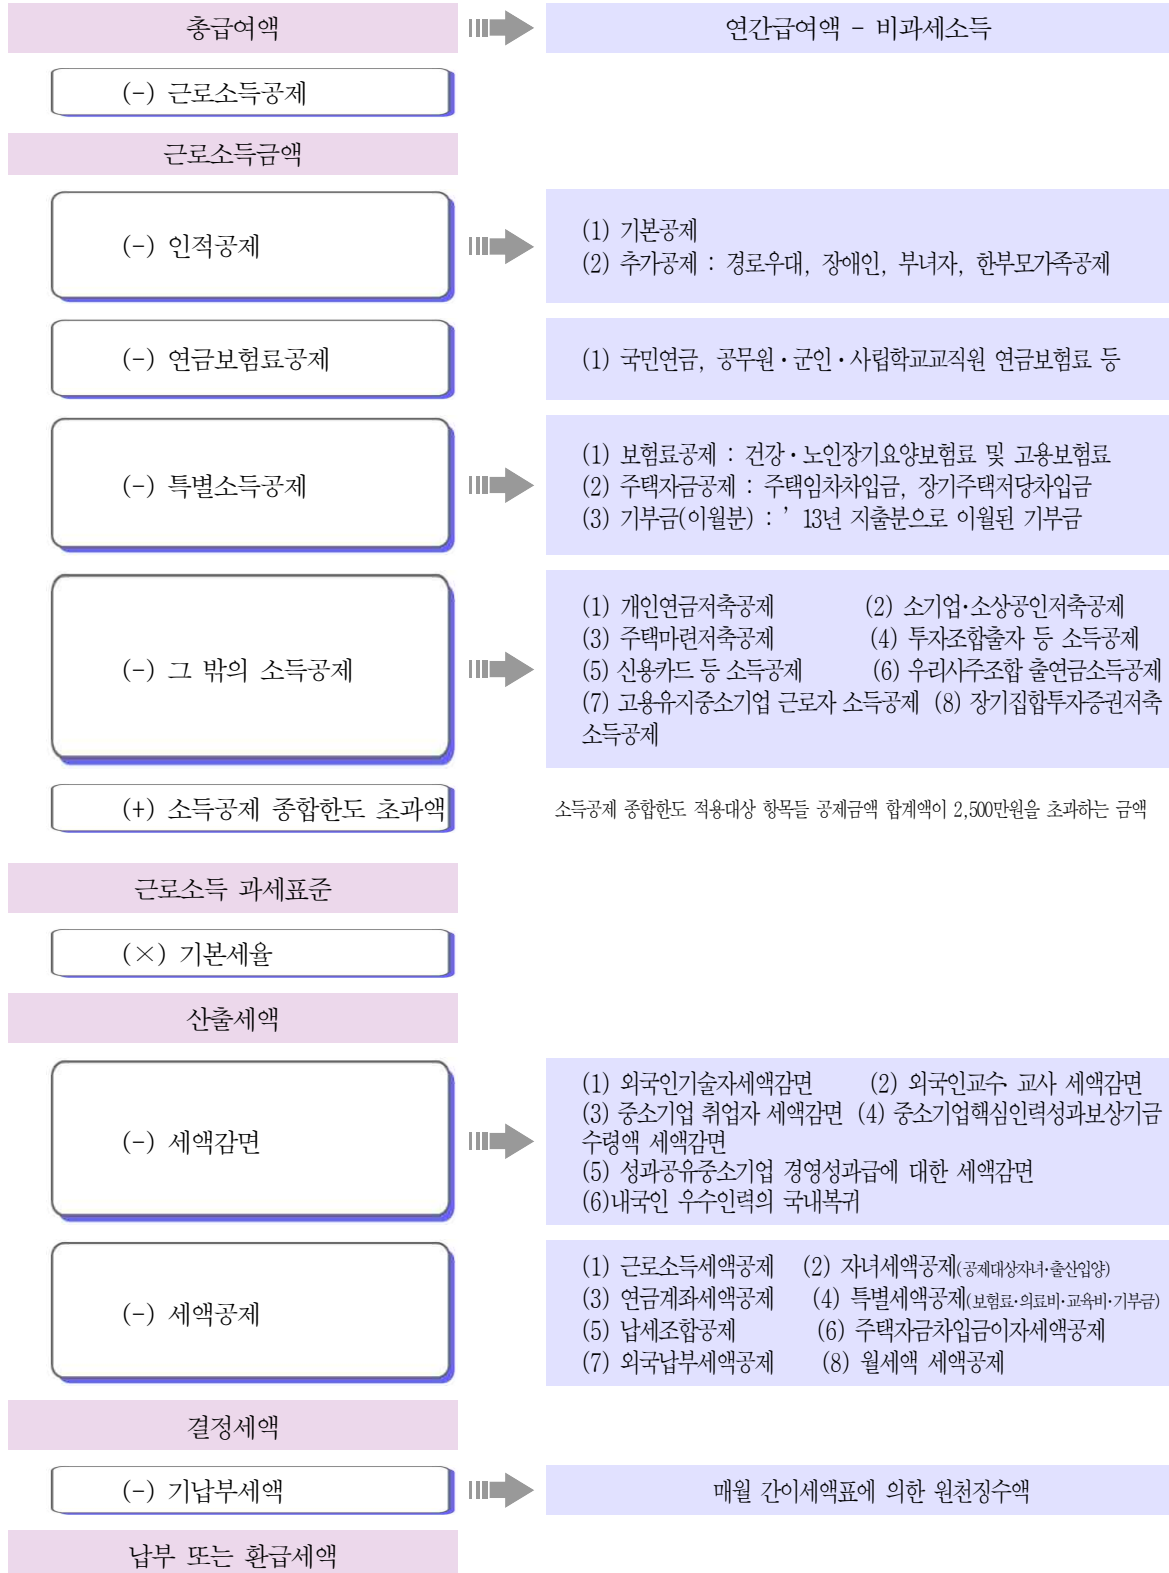 총급여액
연간급여액 - 비과세소득
(-) 근로소득공제
근로소득금액
(-) 인적공제
(1) 기본공제
(2) 추가공제 : 경로우대, 장애인, 부녀자, 한부모가족공제
(-) 연금보험료공제
(1) 국민연금, 공무원·군인·사립학교교직원 연금보험료 등
(-) 특별소득공제
(1) 보험료공제 : 건강·노인장기요양보험료 및 고용보험료
(2) 주택자금공제 : 주택임차차입금, 장기주택저당차입금
(3) 기부금(이월분) : ’ 13년 지출분으로 이월된 기부금
(-) 그 밖의 소득공제
(1) 개인연금저축공제 (2) 소기업·소상공인저축공제
(3) 주택마련저축공제 (4) 투자조합출자 등 소득공제
(5) 신용카드 등 소득공제 (6) 우리사주조합 출연금소득공제
(7) 고용유지중소기업 근로자 소득공제 (8) 장기집합투자증권저축
소득공제
(+) 소득공제 종합한도 초과액
소득공제 종합한도 적용대상 항목들 공제금액 합계액이 2,500만원을 초과하는 금액
근로소득 과세표준
(×) 기본세율
산출세액
(-) 세액감면
(1) 외국인기술자세액감면 (2) 외국인교수 교사 세액감면
(3) 중소기업 취업자 세액감면 (4) 중소기업핵심인력성과보상기금
수령액 세액감면
(5) 성과공유중소기업 경영성과급에 대한 세액감면
(6)내국인 우수인력의 국내복귀
(-) 세액공제
(1) 근로소득세액공제 (2) 자녀세액공제(공제대상자녀·출산입양)
(3) 연금계좌세액공제 (4) 특별세액공제(보험료·의료비·교육비·기부금)
(5) 납세조합공제 (6) 주택자금차입금이자세액공제
(7) 외국납부세액공제 (8) 월세액 세액공제
결정세액
(-) 기납부세액
매월 간이세액표에 의한 원천징수액
납부 또는 환급세액